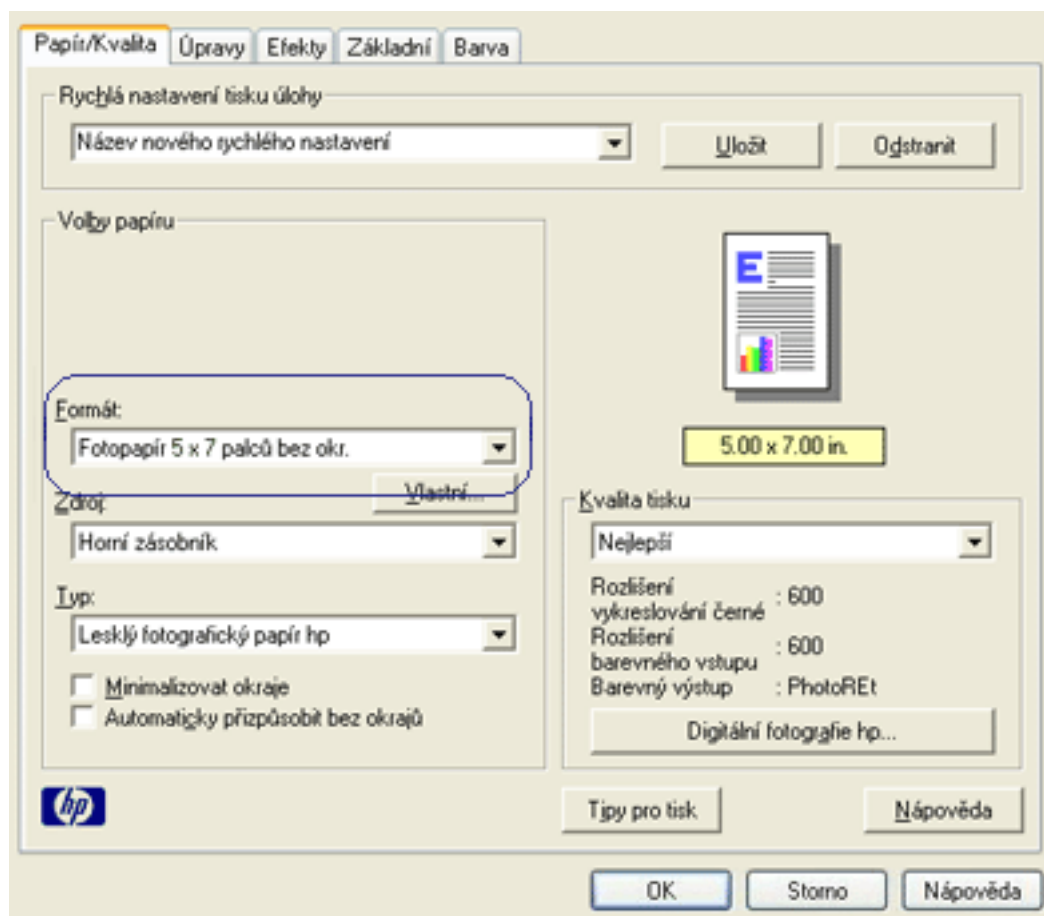 Papír/Kvalita Úpravy Efekty Základní Barva
Rychlá nastavení tisku úlohy
Název nového rychlého nastavení
Uložit
Odstranit
Volby papíru
E
Formát:
Fotopapír 5 x 7 palců bez okr.
5.00 x 7.00 in.
Vlastní...
Zdroj:
Horní zásobník
Typ:
Lesklý fotografický papír hp
Minimalizovat okraje
Automaticky přizpůsobit bez okrajů
Kvalita tisku
Nejlepší
Rozlišení
vykreslování černé : 600
Rozlišení
barevného vstupu : 600
Barevný výstup : PhotoREt
Digitální fotografie hp...
hp
Tipy pro tisk
Nápověda
OK
Storno
Nápověda